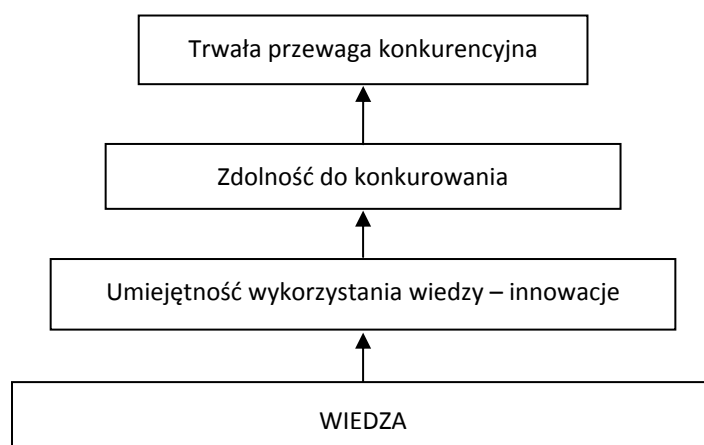 Trwała przewaga konkurencyjna
Zdolność do konkurowania
Umiejętność wykorzystania wiedzy – innowacje
WIEDZA